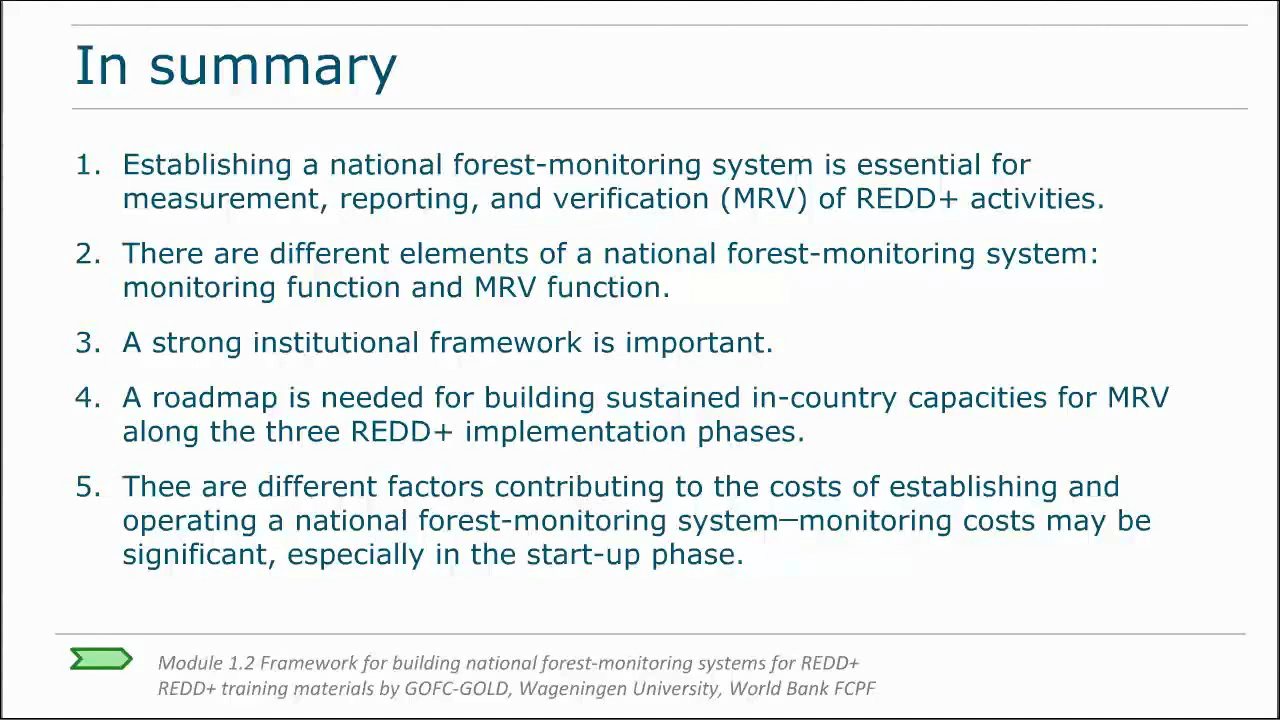 In summary
1. Establishing a national forest-monitoring system is essential for
measurement, reporting, and verification (MRV) of REDD+ activities.
2. There are different elements of a national forest-monitoring system:
monitoring function and MRV function.
3. A strong institutional framework is important.
4. A roadmap is needed for building sustained in-country capacities for MRV
along the three REDD+ implementation phases.
5. Thee are different factors contributing to the costs of establishing and
operating a national forest-monitoring system—monitoring costs may be
significant, especially in the start-up phase.
Module 1.2 Framework for building national forest-monitoring systems for REDD+
REDD+ training materials by GOFC-GOLD, Wageningen University, World Bank FCPF